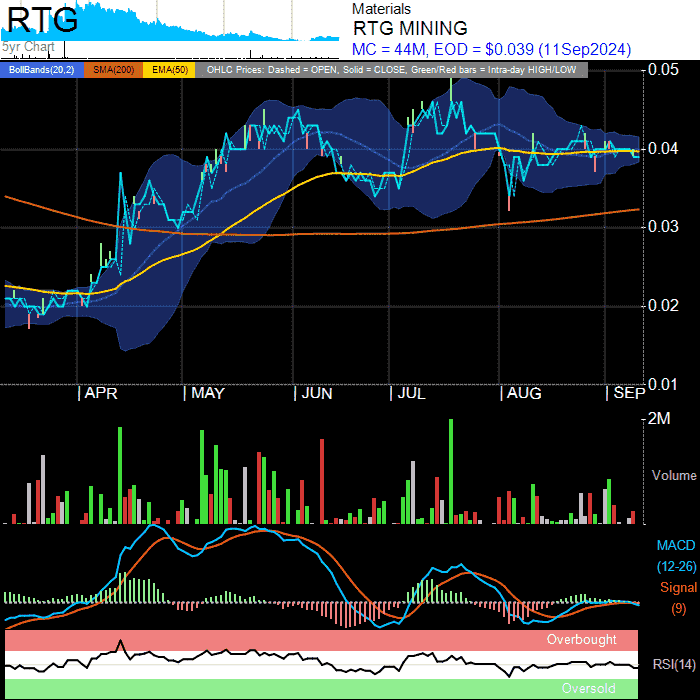 RTG
5yr Chart
Materials
RTG MINING
MC = 44M, EOD = $0.039 (11Sep2024)
BollBands(20,2) SMA(200) EMA(50) OHLC Prices: Dashed = OPEN, Solid = CLOSE, Green/Red bars = Intra-day HIGH/LOW
0.05
0.04
0.03
0.02
0.01
| APR | MAY | JUN | JUL | AUG | SEP
2M
Volume
MACD
(12-26)
Signal
(9)
Overbought
RSI(14)
Oversold